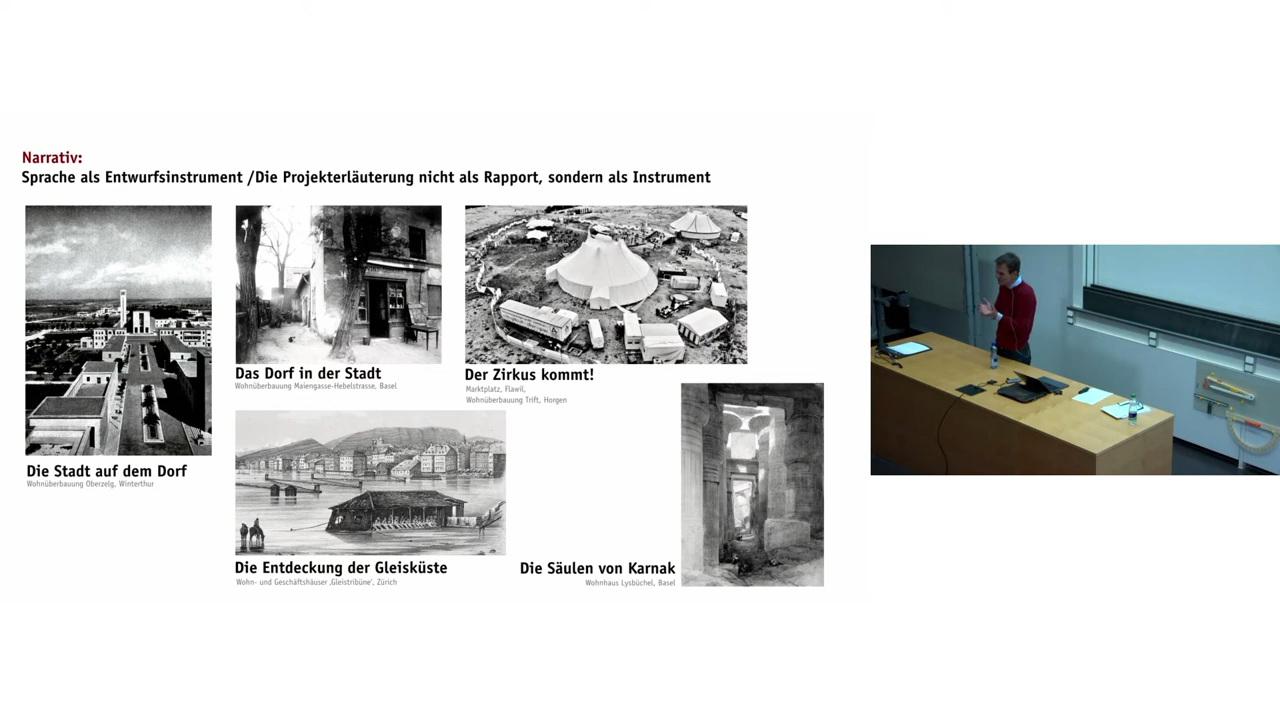 Narrativ:
Sprache als Entwurfsinstrument /Die Projekterläuterung nicht als Rapport, sondern als Instrument
Die Stadt auf dem Dorf
Wohnüberbauung Oberzelg, Winterthur
Das Dorf in der Stadt
Wohnüberbauung Maiengasse-Hebelstrasse, Basel
Der Zirkus kommt!
Marktplatz, Flawil,
Wohnüberbauung Trift, Horgen
Die Entdeckung der Gleisküste
Wohn- und Geschäftshäuser ‚Gleistribüne', Zürich
Die Säulen von Karnak
Wohnhaus Lysbüchel, Basel